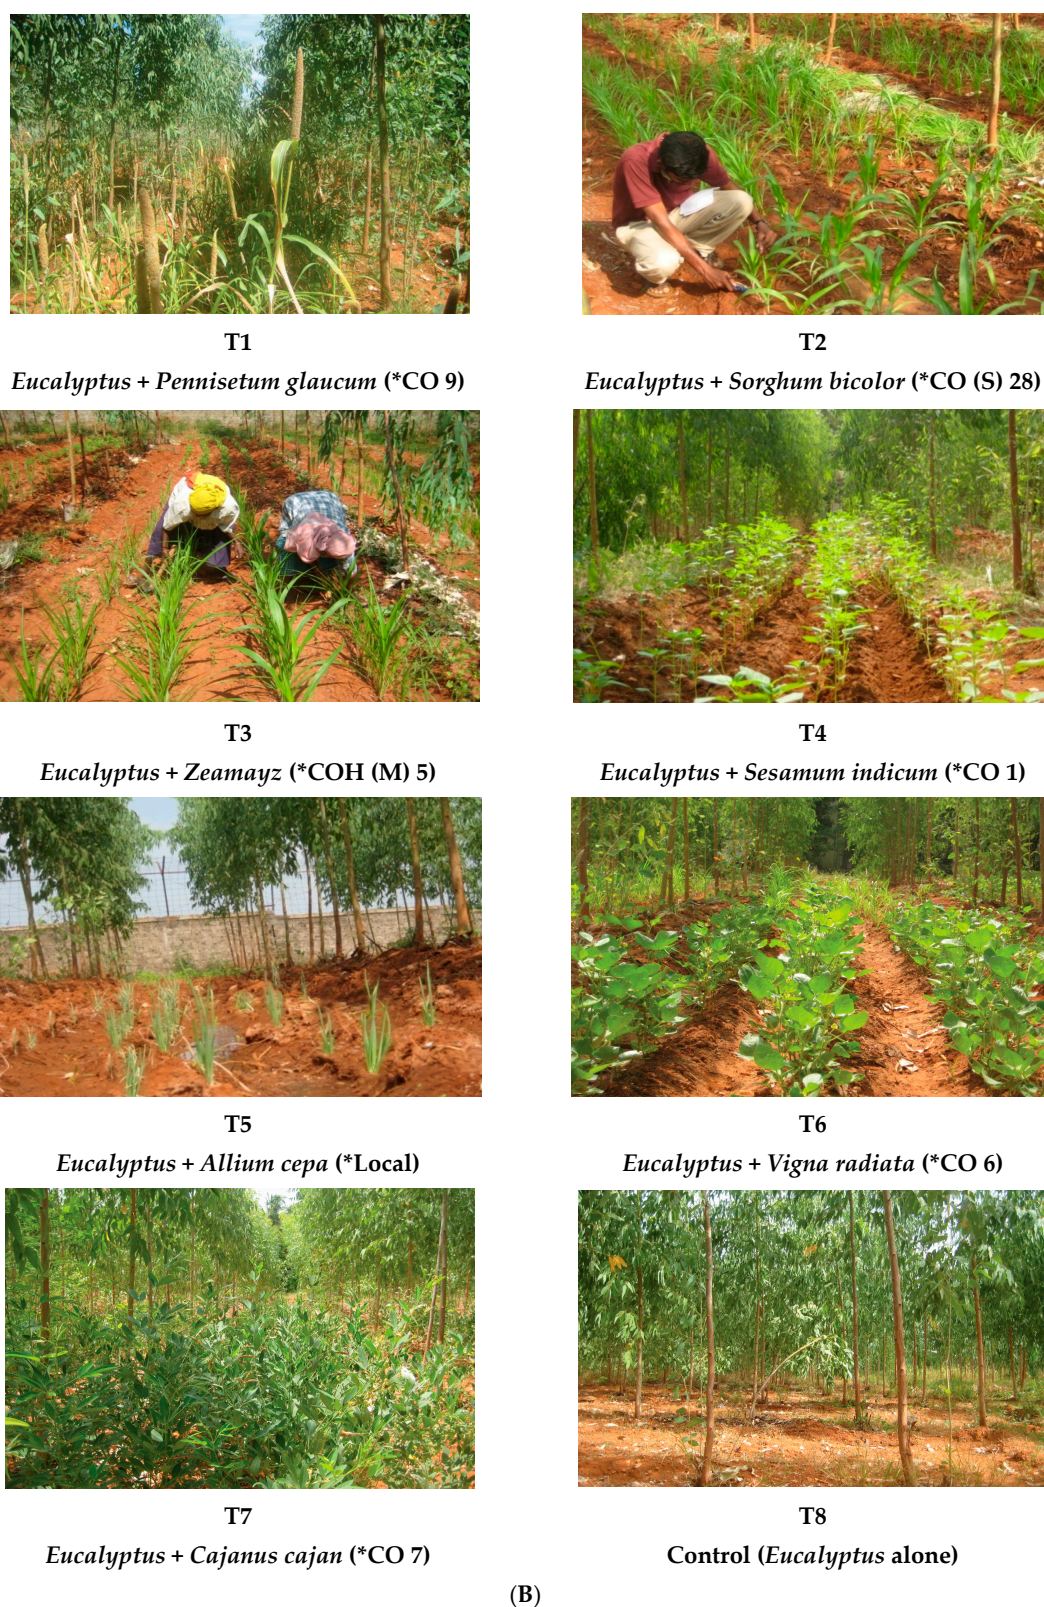 T1
Eucalyptus + Pennisetum glaucum (*CO 9)
T2
Eucalyptus + Sorghum bicolor (*CO (S) 28)
T3
Eucalyptus + Zeamayz (*COH (M) 5)
T4
Eucalyptus + Sesamum indicum (*CO 1)
T5
Eucalyptus + Allium cepa (*Local)
T6
Eucalyptus + Vigna radiata (*CO 6)
T7
Eucalyptus + Cajanus cajan (*CO 7)
T8
Control (Eucalyptus alone)
(B)